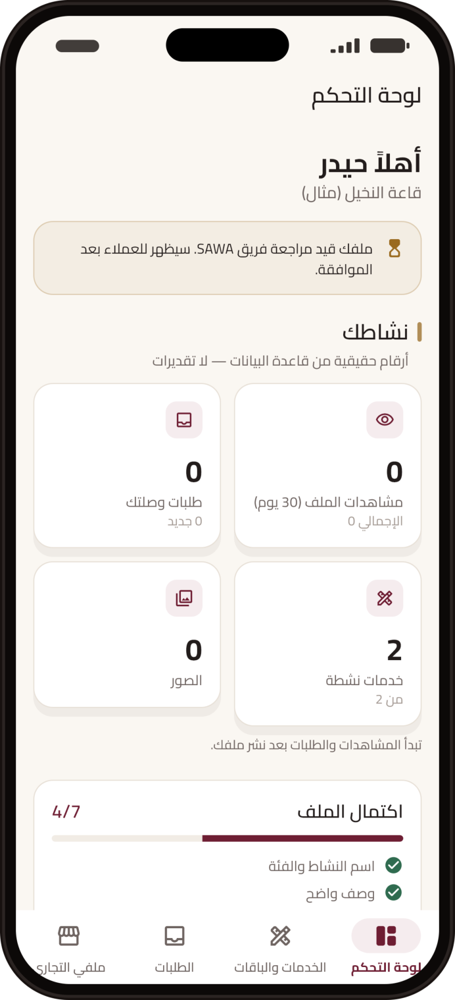 لوحة التحكم
أهلاً حيدر
قاعة النخيل (مثال)
ملفك قيد مراجعة فريق SAWA. سيظهر للعملاء بعد
الموافقة.
نشاطك
أرقام حقيقية من قاعدة البيانات — لا تقديرات
0
مشاهدات الملف (30 يوم)
الإجمالي 0
0
طلبات وصلتك
0 جديد
2
خدمات نشطة
من 2
0
الصور
تبدأ المشاهدات والطلبات بعد نشر ملفك.
اكتمال الملف
4/7
اسم النشاط والفئة
وصف واضح
لوحة التحكم
الخدمات والباقات
الطلبات
ملفي التجاري